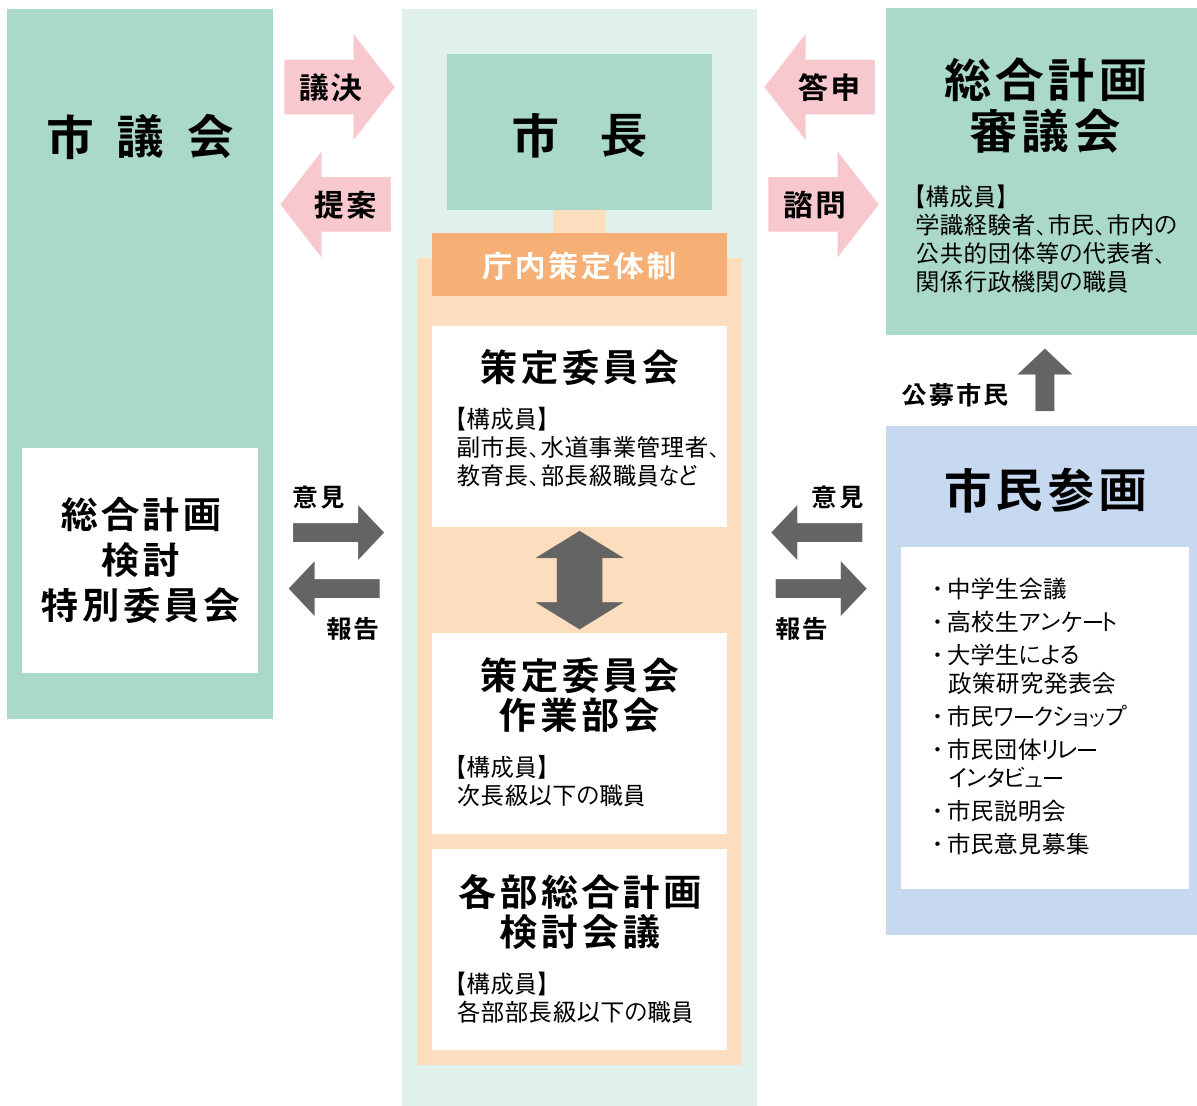 市議会
総合計画
検討
特別委員会
議決
提案
意見
報告
市長
庁内策定体制
策定委員会
【構成員】
副市長、水道事業管理者、
教育長、部長級職員など
策定委員会
作業部会
【構成員】
次長級以下の職員
各部総合計画
検討会議
【構成員】
各部部長級以下の職員
答申
諮問
意見
報告
総合計画
審議会
【構成員】
学識経験者、市民、市内の
公共的団体等の代表者、
関係行政機関の職員
公募市民
市民参画
・中学生会議
・高校生アンケート
・大学生による
政策研究発表会
・市民ワークショップ
・市民団体リレー
インタビュー
・市民説明会
・市民意見募集